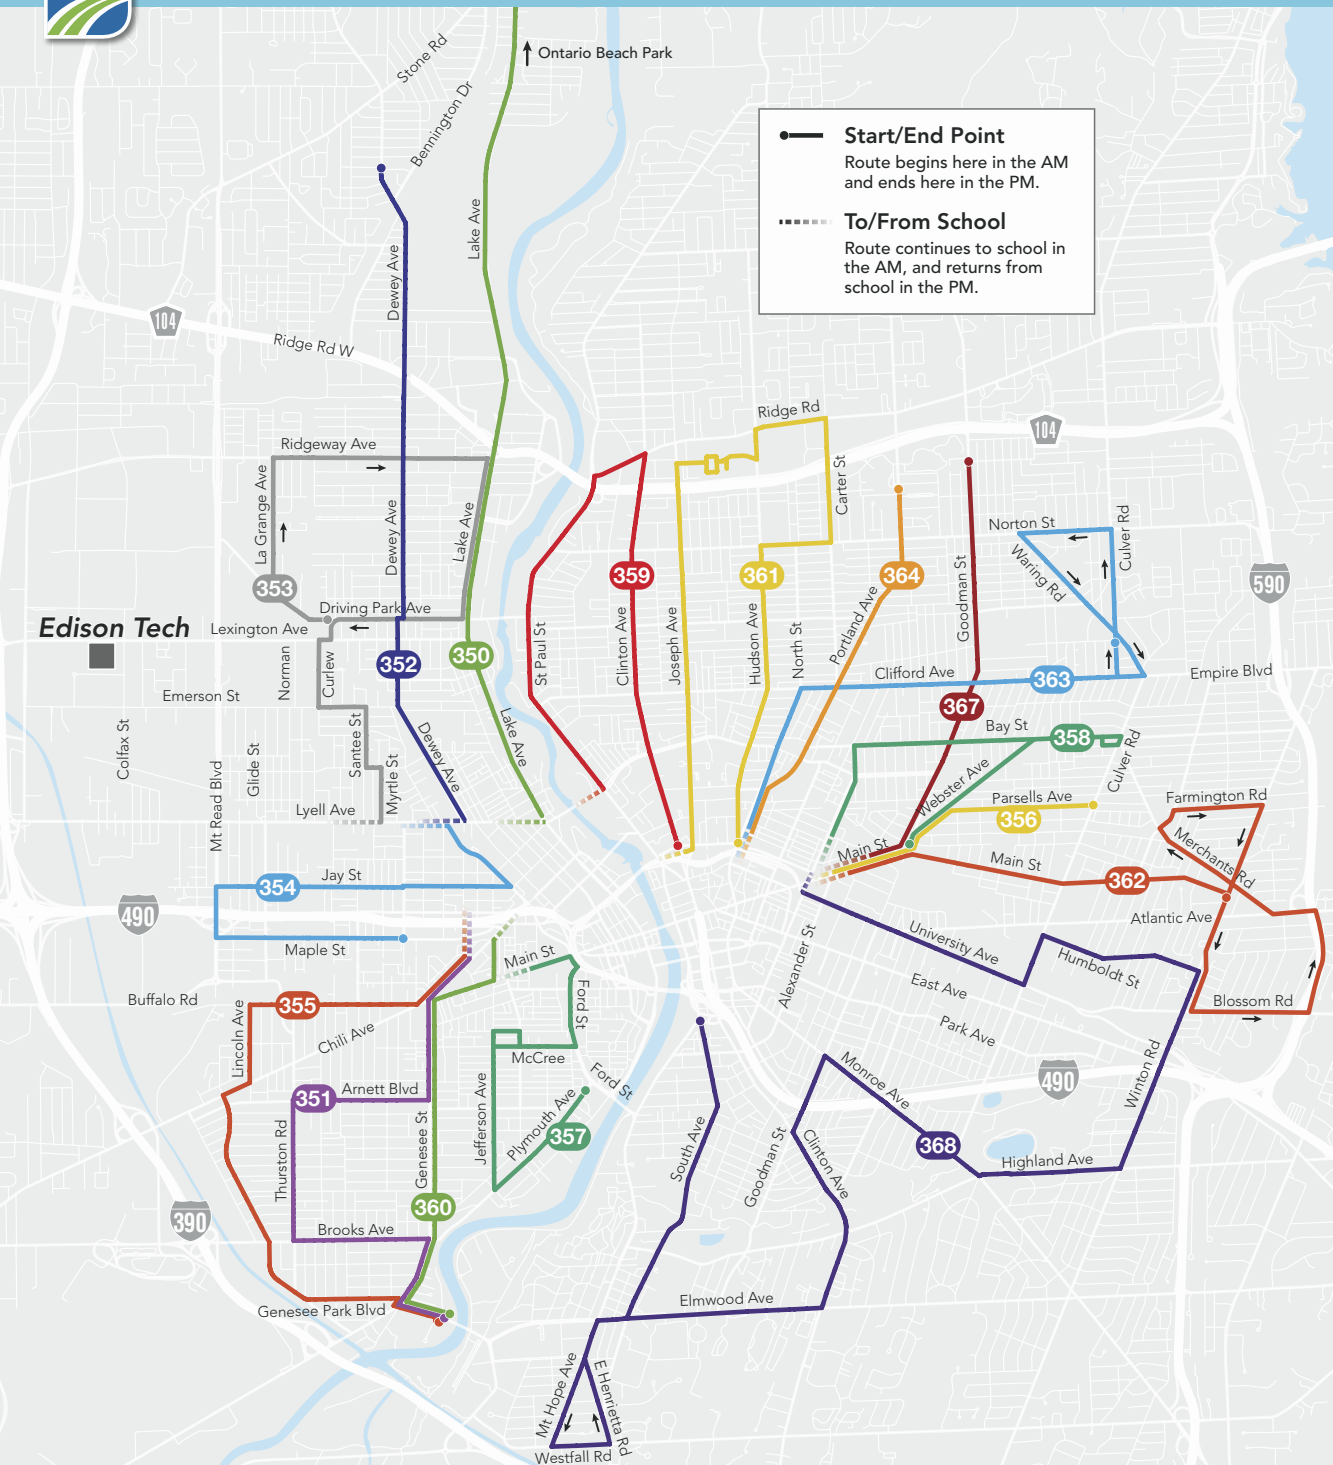 Ontario Beach Park
Stone Rd
Bennington Dr
Start/End Point
Route begins here in the AM
and ends here in the PM.
To/From School
Route continues to school in
the AM, and returns from
school in the PM.
Lake Ave
Dewey Ave
104
Ridge Rd W
Ridge Rd
104
Ridgeway Ave
La Grange Ave
Dewey Ave
Lake Ave
Carter St
Norton St
Culver Rd
Waring Rd
353
359
361
364
Goodman St
590
Driving Park Ave
Edison Tech
Lexington Ave
Norman
Curlew
352
350
St Paul St
Clinton Ave
Joseph Ave
Hudson Ave
North St
Portland Ave
Clifford Ave
363
Empire Blvd
Emerson St
367
Colfax St
Mt Read Blvd
Glide St
Santee St
Myrtle St
Dewey Ave
Lake Ave
Bay St
358
Culver Rd
Webster Ave
Lyell Ave
Parsells Ave
356
Farmington Rd
Merchants Rd
Main St
Main St
362
Jay St
354
490
Maple St
Atlantic Ave
University Ave
Humboldt St
Main St
Alexander St
East Ave
Park Ave
Blossom Rd
Buffalo Rd
355
Lincoln Ave
Chili Ave
Ford St
McCree
Ford St
Arnett Blvd
351
Jefferson Ave
Plymouth Ave
357
490
Winton Rd
Monroe Ave
368
Highland Ave
Thurston Rd
Genesee St
South Ave
Goodman St
Clinton Ave
360
390
Brooks Ave
Genesee Park Blvd
Elmwood Ave
Mt Hope Ave
E Henrietta Rd
Westfall Rd